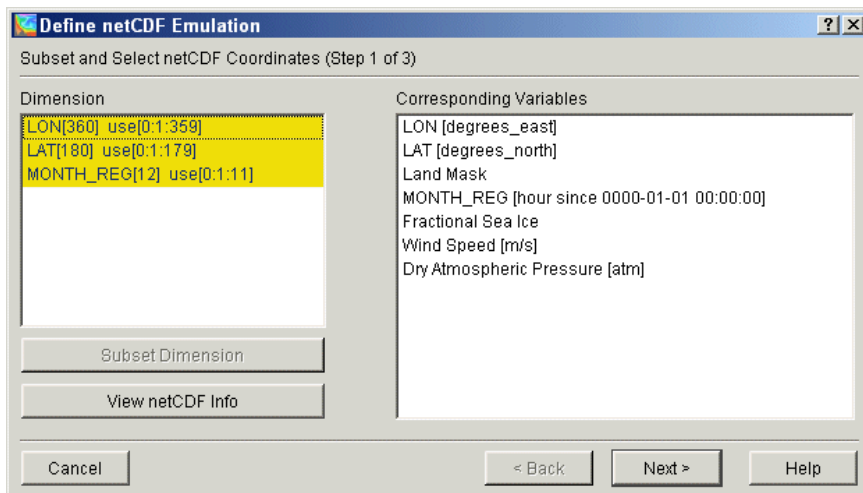 Define netCDF Emulation
Subset and Select netCDF Coordinates (Step 1 of 3)
Dimension
LON[360] use[0:1:359]
LAT[180] use[0:1:179]
MONTH_REG[12] use[0:1:11]
Subset Dimension
View netCDF Info
Corresponding Variables
LON [degrees_east]
LAT [degrees_north]
Land Mask
MONTH_REG [hour since 0000-01-01 00:00:00]
Fractional Sea Ice
Wind Speed [m/s]
Dry Atmospheric Pressure [atm]
Cancel
< Back
Next >
Help